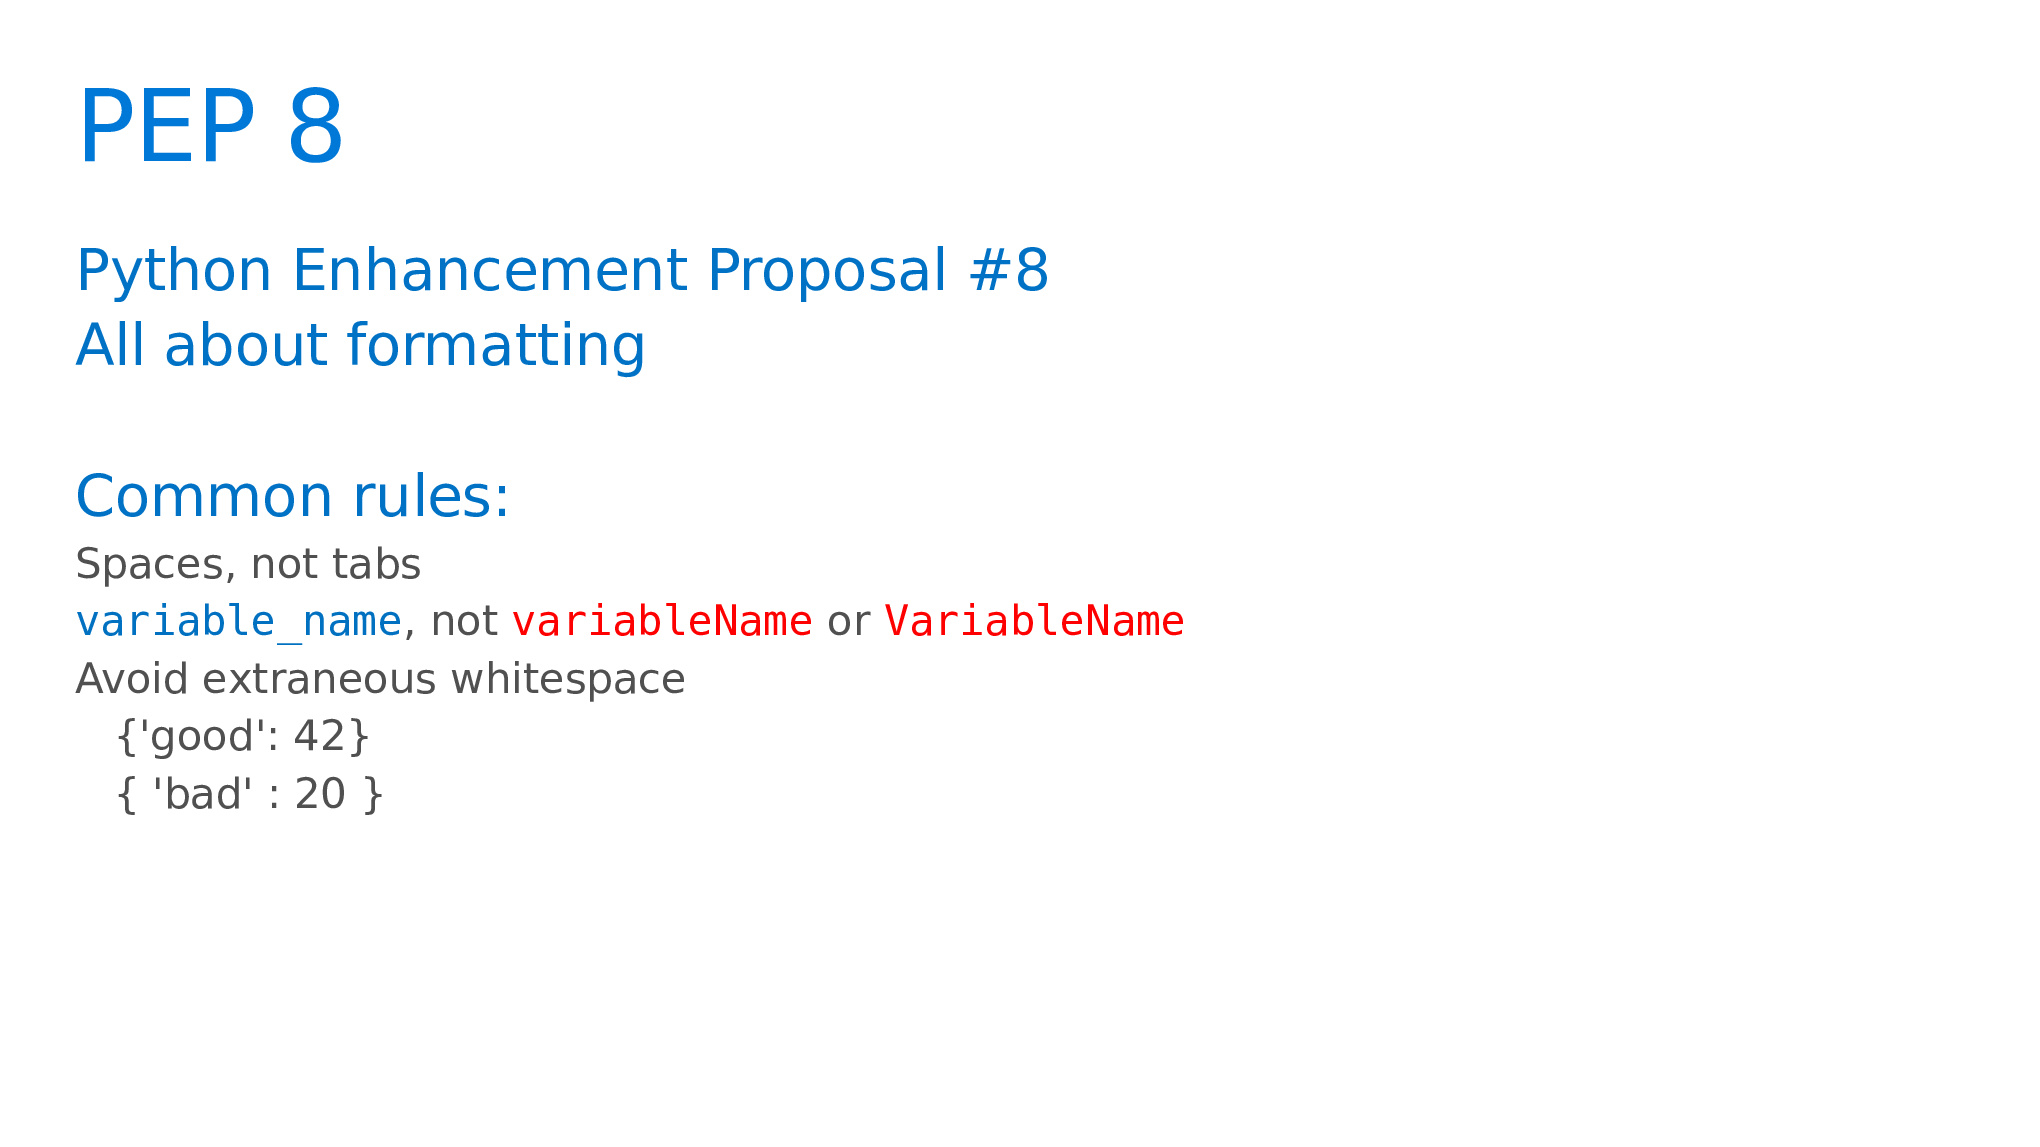 PEP 8
Python Enhancement Proposal #8
All about formatting
Common rules:
Spaces, not tabs
variable_name, not variableName or VariableName
Avoid extraneous whitespace
{'good': 42}
{ 'bad' : 20 }